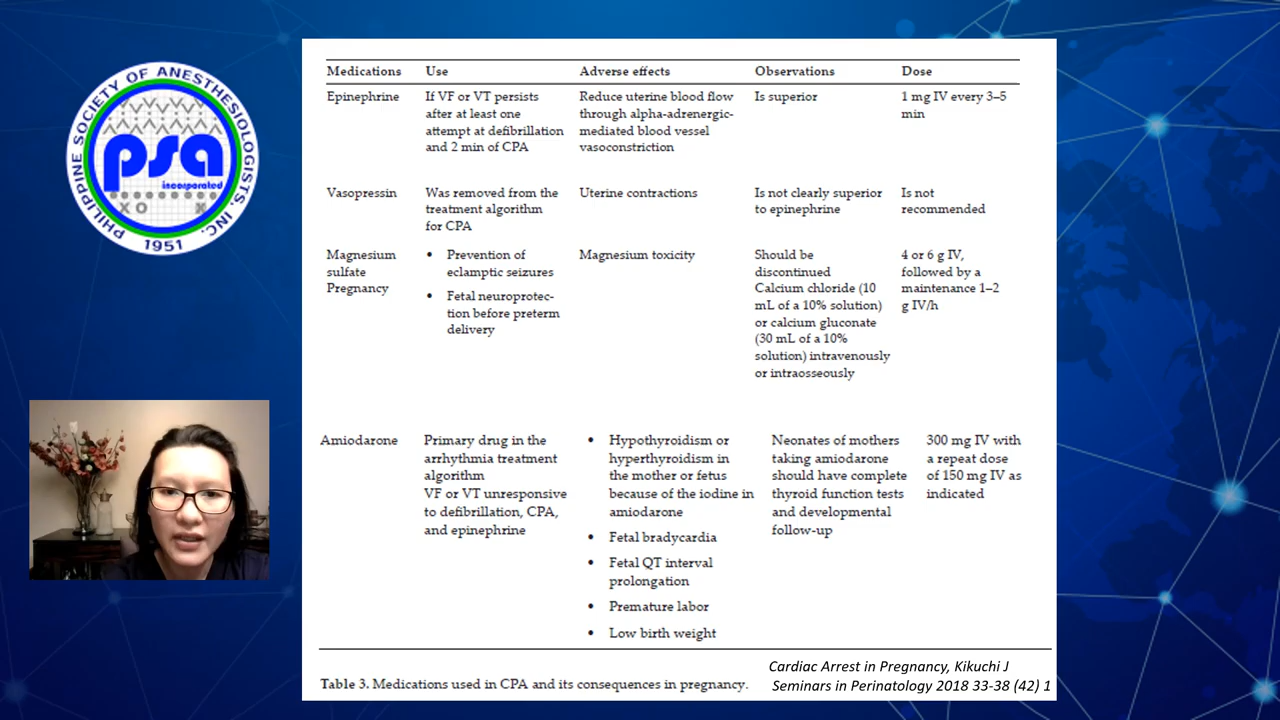 PHILIPPINE SOCIETY OF ANESTHESIOLOGISTS, INC.
psa
incorporated
XO X
1951
Medications Use Adverse effects Observations Dose
Epinephrine If VF or VT persists Reduce uterine blood flow Is superior 1 mg IV every 3–5
after at least one through alpha-adrenergic- min
attempt at defibrillation mediated blood vessel
and 2 min of CPA vasoconstriction
Vasopressin Was removed from the Uterine contractions Is not clearly superior Is not
treatment algorithm to epinephrine recommended
for CPA
Magnesium • Prevention of Magnesium toxicity Should be 4 or 6 g IV,
sulfate eclamptic seizures discontinued followed by a
Pregnancy • Fetal neuroprotec- Calcium chloride (10 maintenance 1–2
tion before preterm mL of a 10% solution) g IV/h
delivery or calcium gluconate
(30 mL of a 10%
solution) intravenously
or intraosseously
Amiodarone Primary drug in the • Hypothyroidism or Neonates of mothers 300 mg IV with
arrhythmia treatment hyperthyroidism in taking amiodarone a repeat dose
algorithm the mother or fetus should have complete of 150 mg IV as
VF or VT unresponsive because of the iodine in thyroid function tests indicated
to defibrillation, CPA, amiodarone and developmental
and epinephrine • Fetal bradycardia follow-up
• Fetal QT interval
prolongation
• Premature labor
• Low birth weight
Cardiac Arrest in Pregnancy, Kikuchi J
Table 3. Medications used in CPA and its consequences in pregnancy. Seminars in Perinatology 2018 33-38 (42) 1